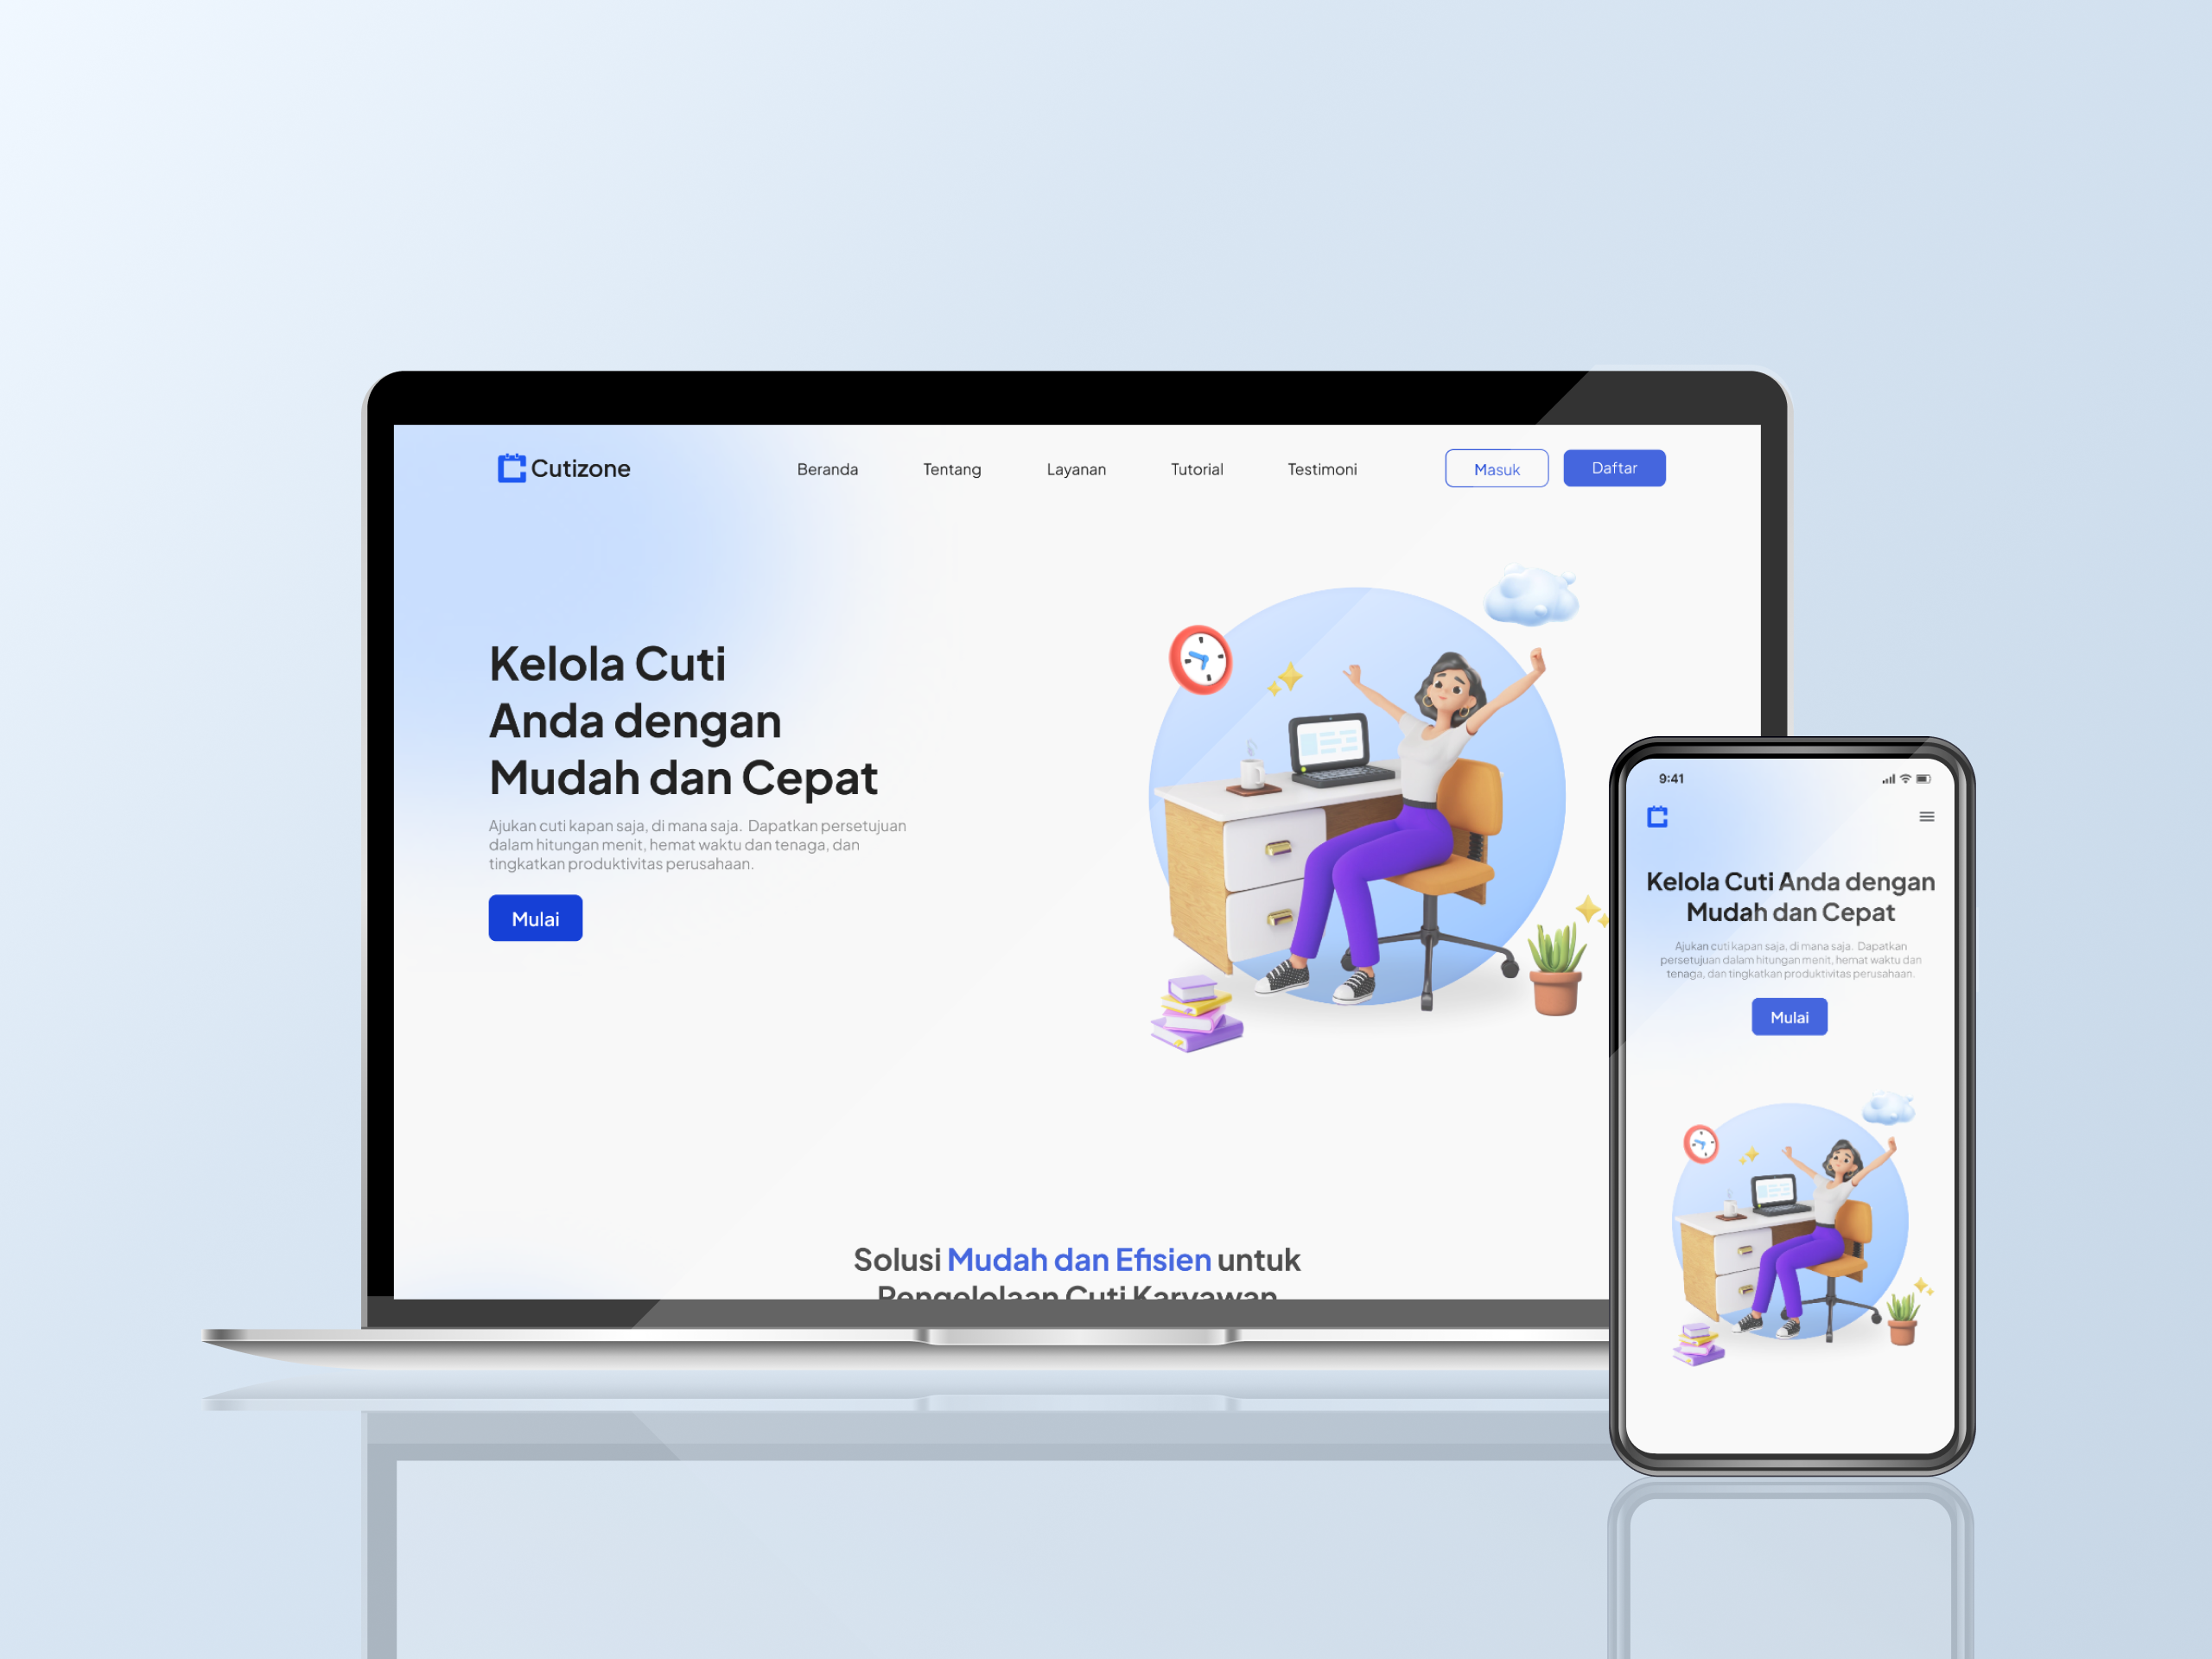 Cutizone
Beranda
Tentang
Layanan
Tutorial
Testimoni
Masuk
Daftar
Kelola Cuti
Anda dengan
Mudah dan Cepat
Ajukan cuti kapan saja, di mana saja. Dapatkan persetujuan
dalam hitungan menit, hemat waktu dan tenaga, dan
tingkatkan produktivitas perusahaan.
Mulai
Solusi Mudah dan Efisien untuk
Pengelolaan Cuti Karyawan
9:41
Kelola Cuti Anda dengan
Mudah dan Cepat
Ajukan cuti kapan saja, di mana saja. Dapatkan
persetujuan dalam hitungan menit, hemat waktu dan
tenaga, dan tingkatkan produktivitas perusahaan.
Mulai